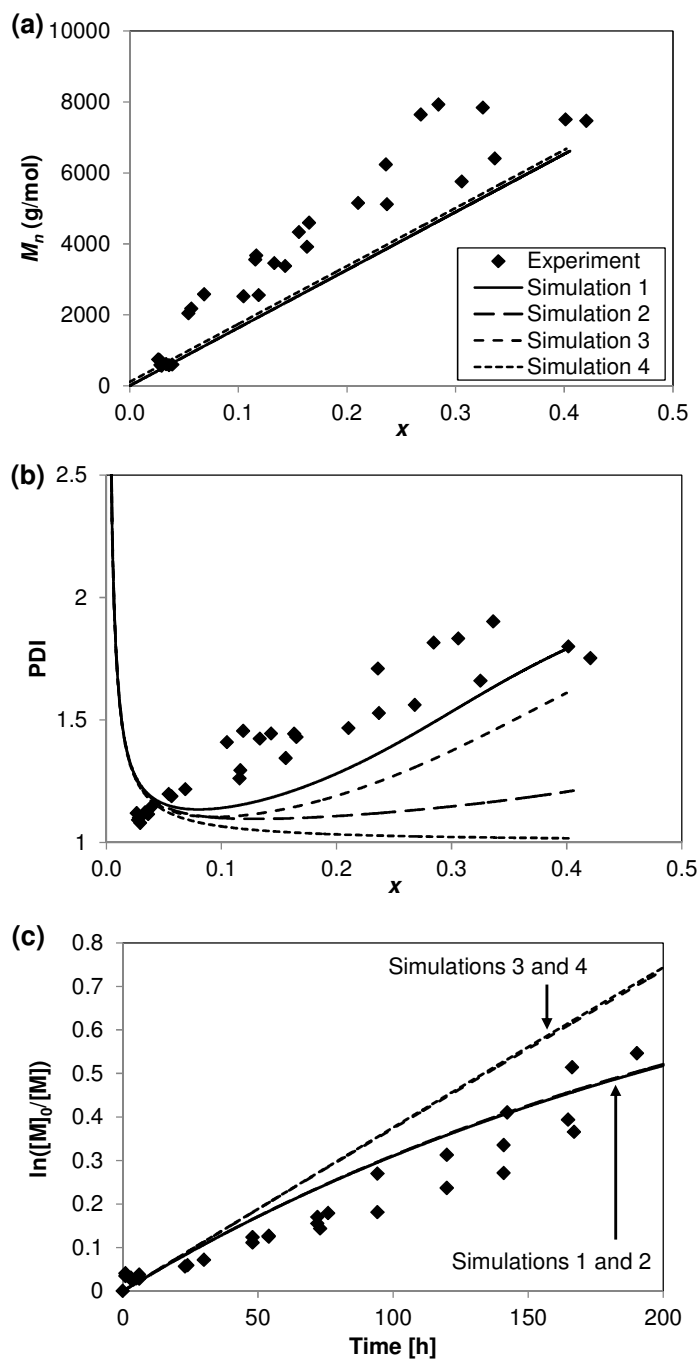 (a)
10000
8000
6000
4000
2000
0
Mn (g/mol)
0.0 0.1 0.2 0.3 0.4 0.5
x
Experiment
Simulation 1
Simulation 2
Simulation 3
Simulation 4
(b)
2.5
2
1.5
1
PDI
0.0 0.1 0.2 0.3 0.4 0.5
x
(c)
0.8
0.7
0.6
0.5
0.4
0.3
0.2
0.1
0
ln([M]0/[M])
Simulations 3 and 4
Simulations 1 and 2
0 50 100 150 200
Time [h]